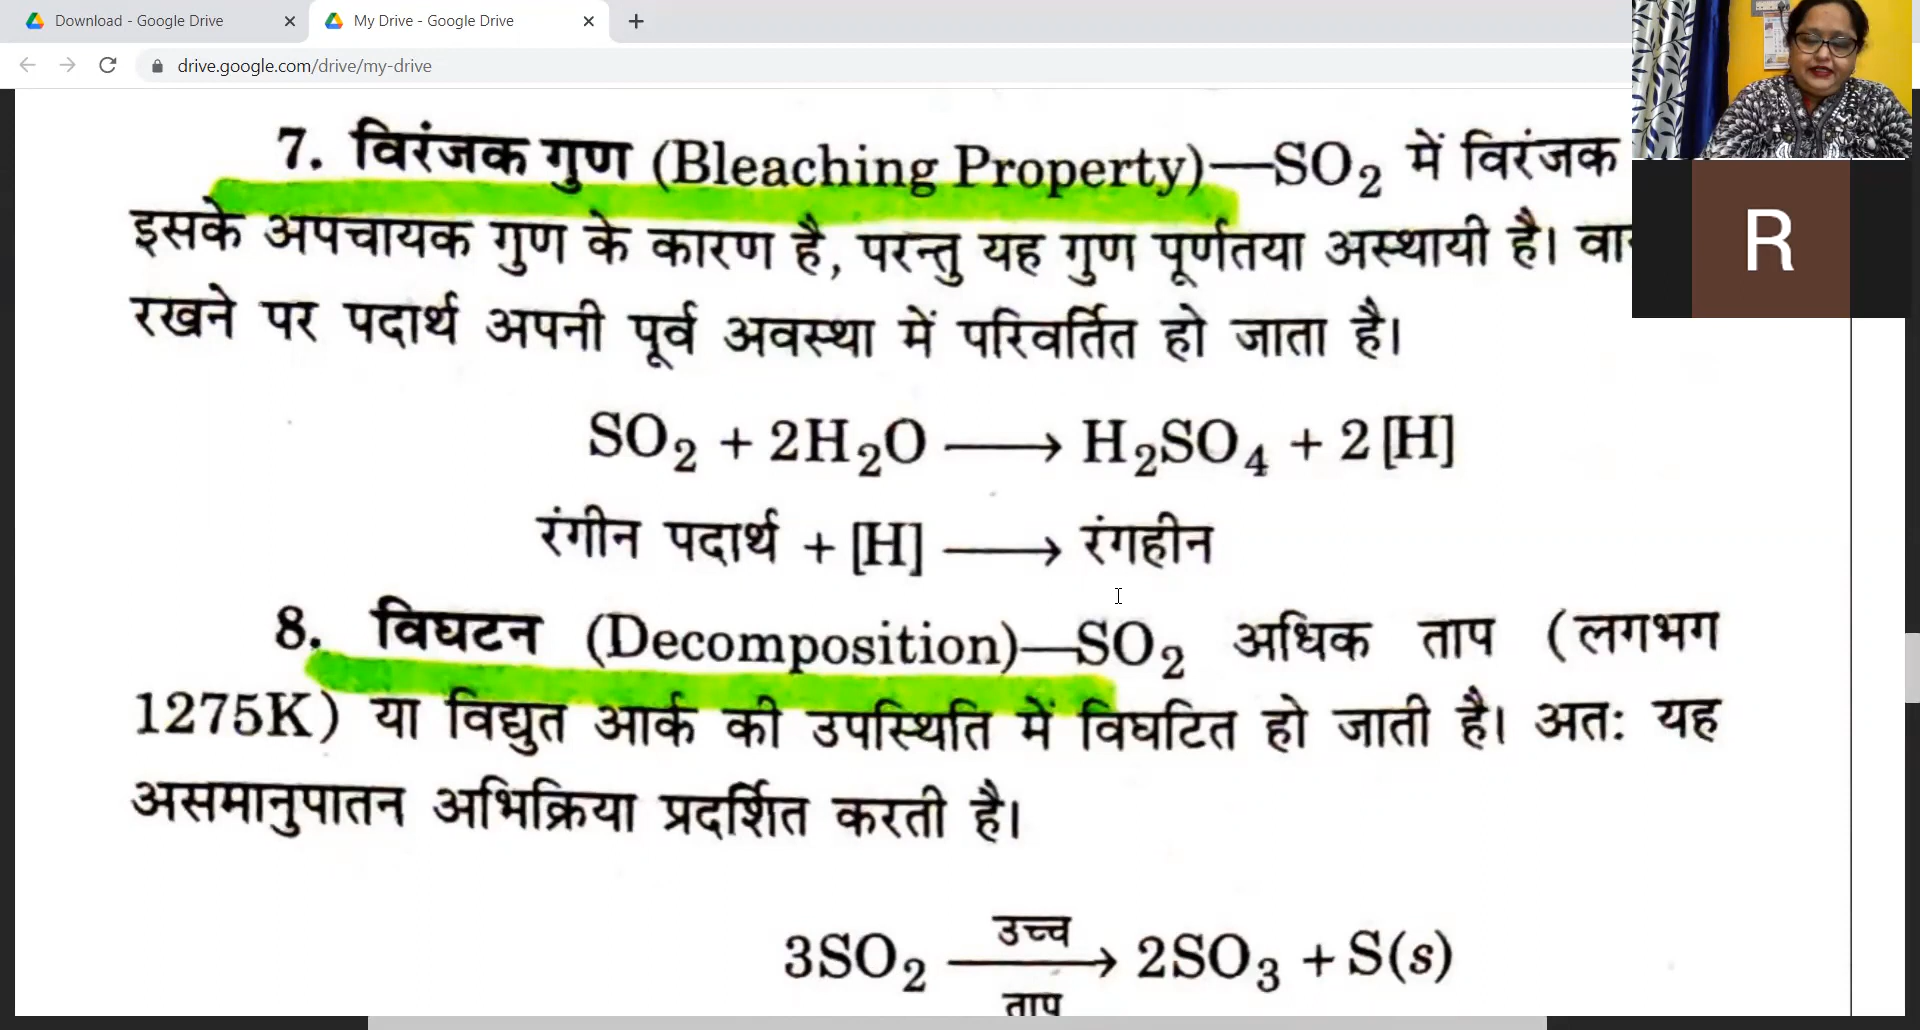 Download - Google Drive
My Drive - Google Drive
drive.google.com/drive/my-drive
7. विरंजक गुण (Bleaching Property)—SO₂ में विरंजक
इसके अपचायक गुण के कारण है, परन्तु यह गुण पूर्णतया अस्थायी है।
रखने पर पदार्थ अपनी पूर्व अवस्था में परिवर्तित हो जाता है।
SO₂ + 2H₂O ⟶ H₂SO₄ + 2 [H]
रंगीन पदार्थ + [H] ⟶ रंगहीन
8. विघटन (Decomposition)—SO₂ अधिक ताप (लगभग
1275K) या विद्युत आर्क की उपस्थिति में विघटित हो जाती है। अत: यह
असमानुपातन अभिक्रिया प्रदर्शित करती है।
उच्च
3SO₂ ⟶ 2SO₃ + S(s)
ताप
R